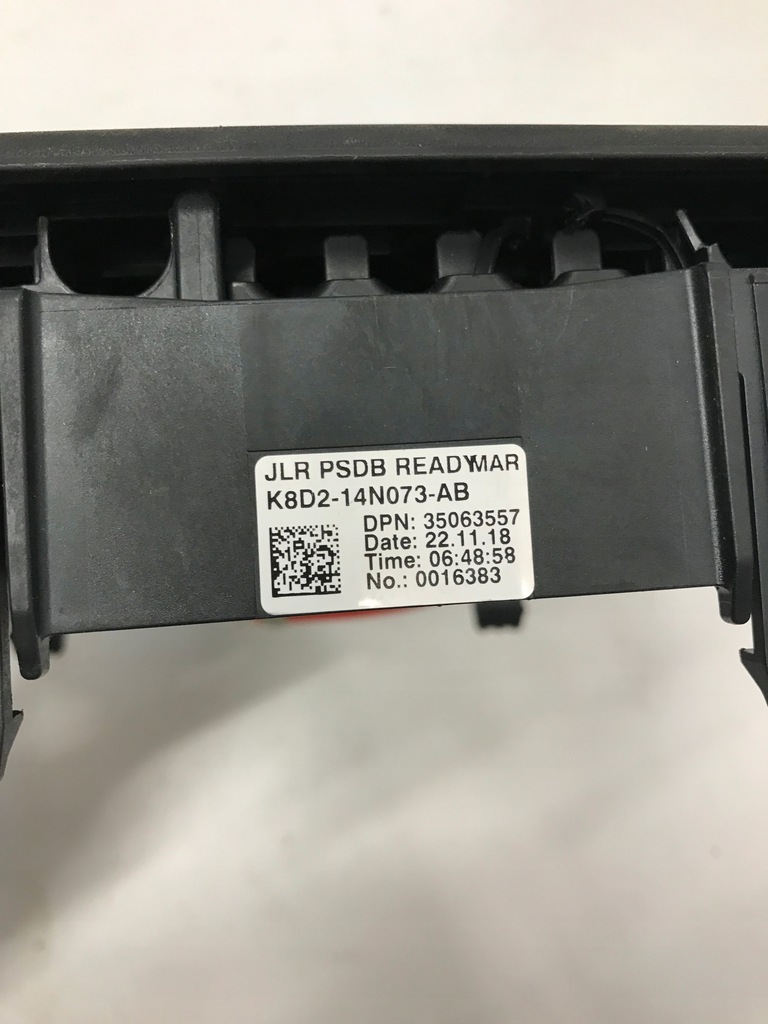 JLR PSDB READYMAR
K8D2-14N073-AB
DPN: 35063557
Date: 22.11.18
Time: 06:48:58
No.: 0016383